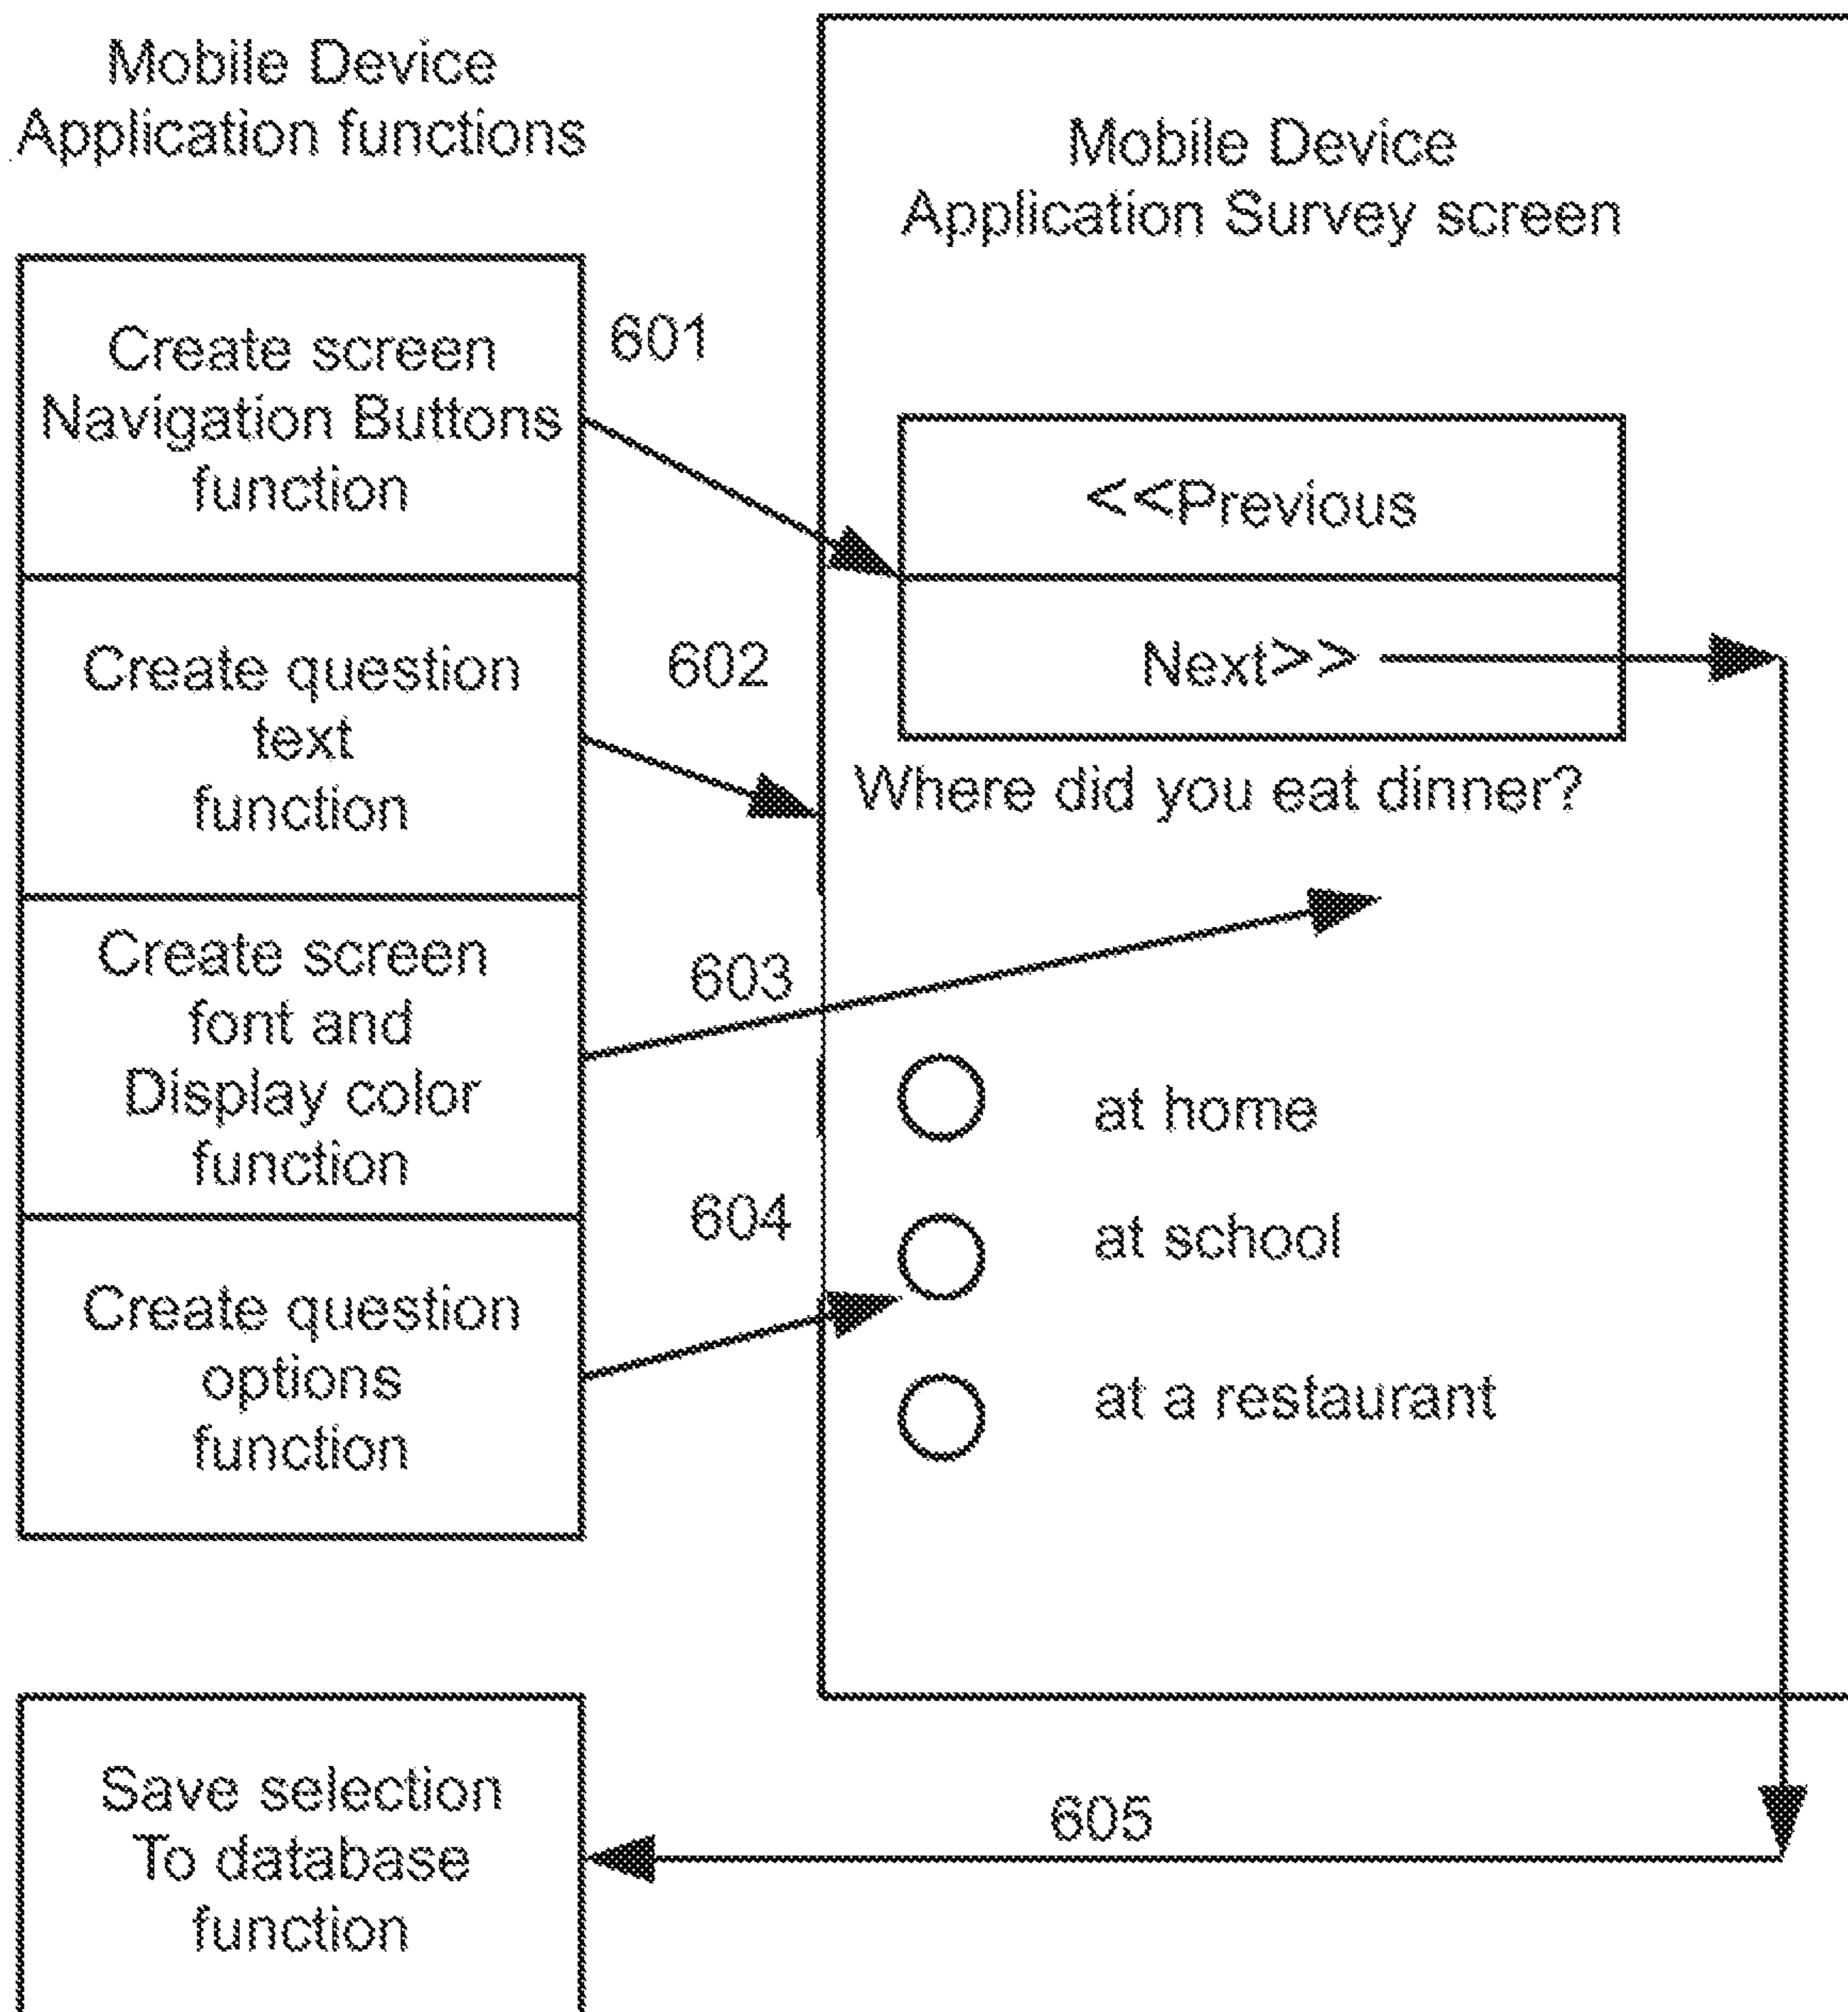 Mobile Device
Application functions
Create screen
Navigation Buttons
function
601
Create question
text
function
602
Create screen
font and
Display color
function
603
Create question
options
function
604
Mobile Device
Application Survey screen
<<Previous
Next>>
Where did you eat dinner?
at home
at school
at a restaurant
Save selection
To database
function
605